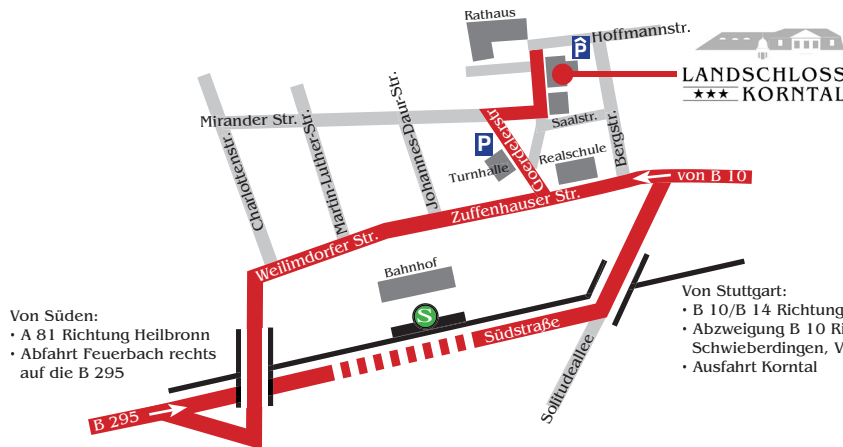 Rathaus
Hoffmannstr.
P
LANDSCHLOSS
★★★ KORNTAL
Mirander Str.
Johannes-Daur-Str.
Martin-Luther-Str.
Charlottenstr.
P
Goerdelerstr.
Saalstr.
Bergstr.
Realschule
Turnhalle
von B 10
Zuffenhauser Str.
Weilimdorfer Str.
Bahnhof
S
Südstraße
Solitudeallee
B 295
Von Süden:
· A 81 Richtung Heilbronn
· Abfahrt Feuerbach rechts
auf die B 295
Von Stuttgart:
· B 10/B 14 Richtung
· Abzweigung B 10
Schwieberdingen,
· Ausfahrt Korntal